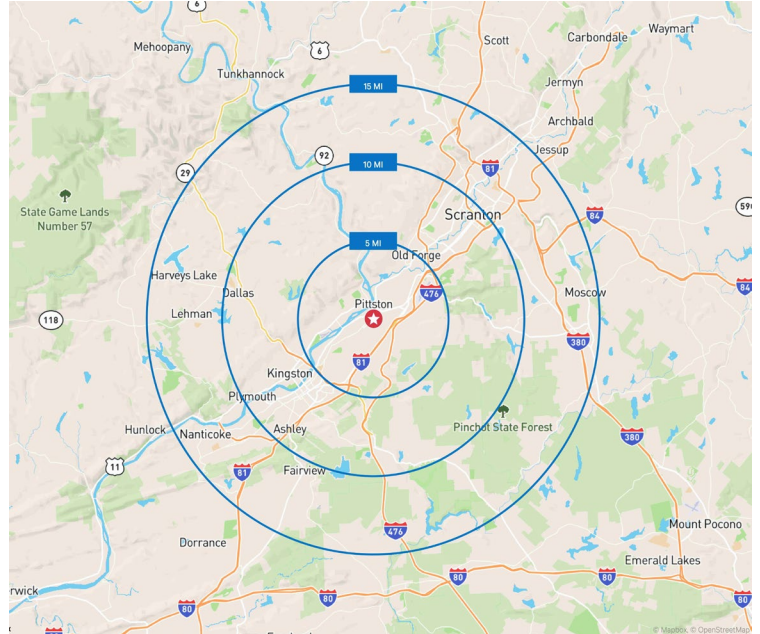 6
Waymart
Scott
Carbondale
Mehoopany
6
Tunkhannock
Jermyn
15 MI
Archbald
Jessup
92
10 MI
81
29
State Game Lands
Number 57
Scranton
84
5 MI
Old Forge
Harveys Lake
84
Dallas
476
Moscow
Pittston
Lehman
118
380
81
Kingston
Plymouth
Pinchot State Forest
Hunlock
Nanticoke
Ashley
380
11
81
Fairview
Mount Pocono
476
Dorrance
Emerald Lakes
80
80
80
80
80
© Mapbox, © OpenStreetMap